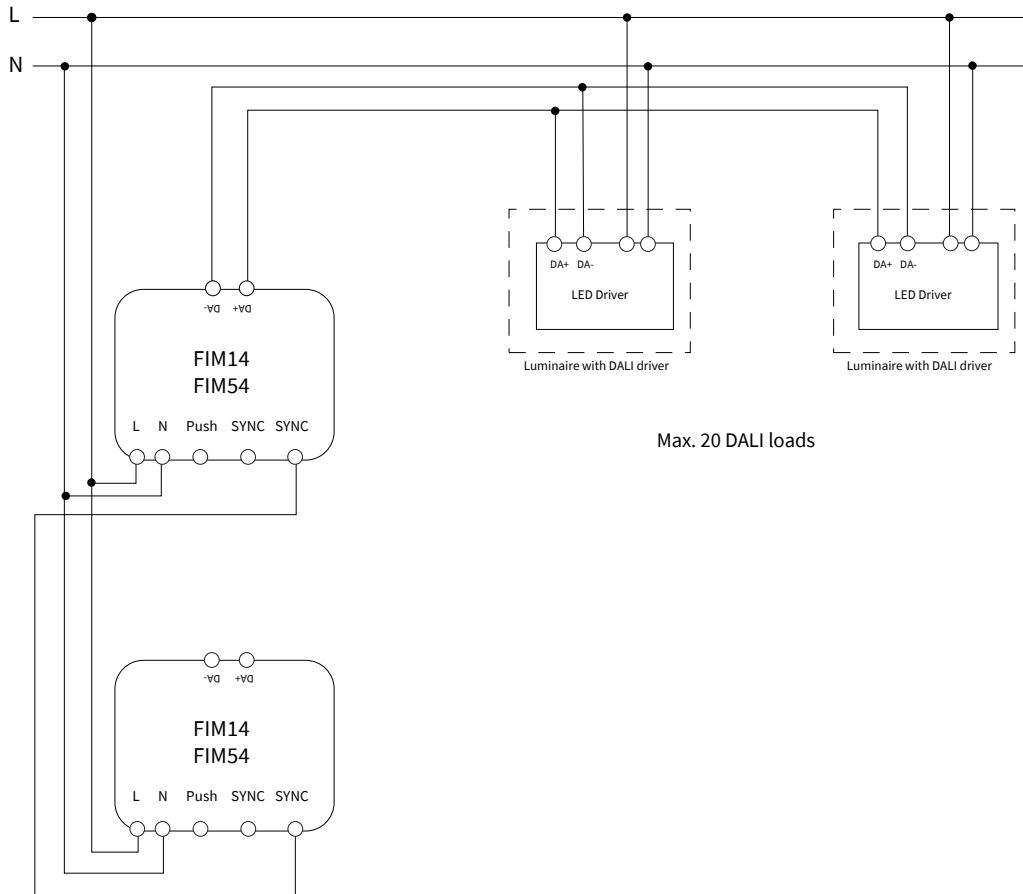 L
N
DA+ DA-
LED Driver
Luminaire with DALI driver
DA+ DA-
LED Driver
Luminaire with DALI driver
DA- DA+
FIM14
FIM54
L N Push SYNC SYNC
Max. 20 DALI loads
DA- DA+
FIM14
FIM54
L N Push SYNC SYNC